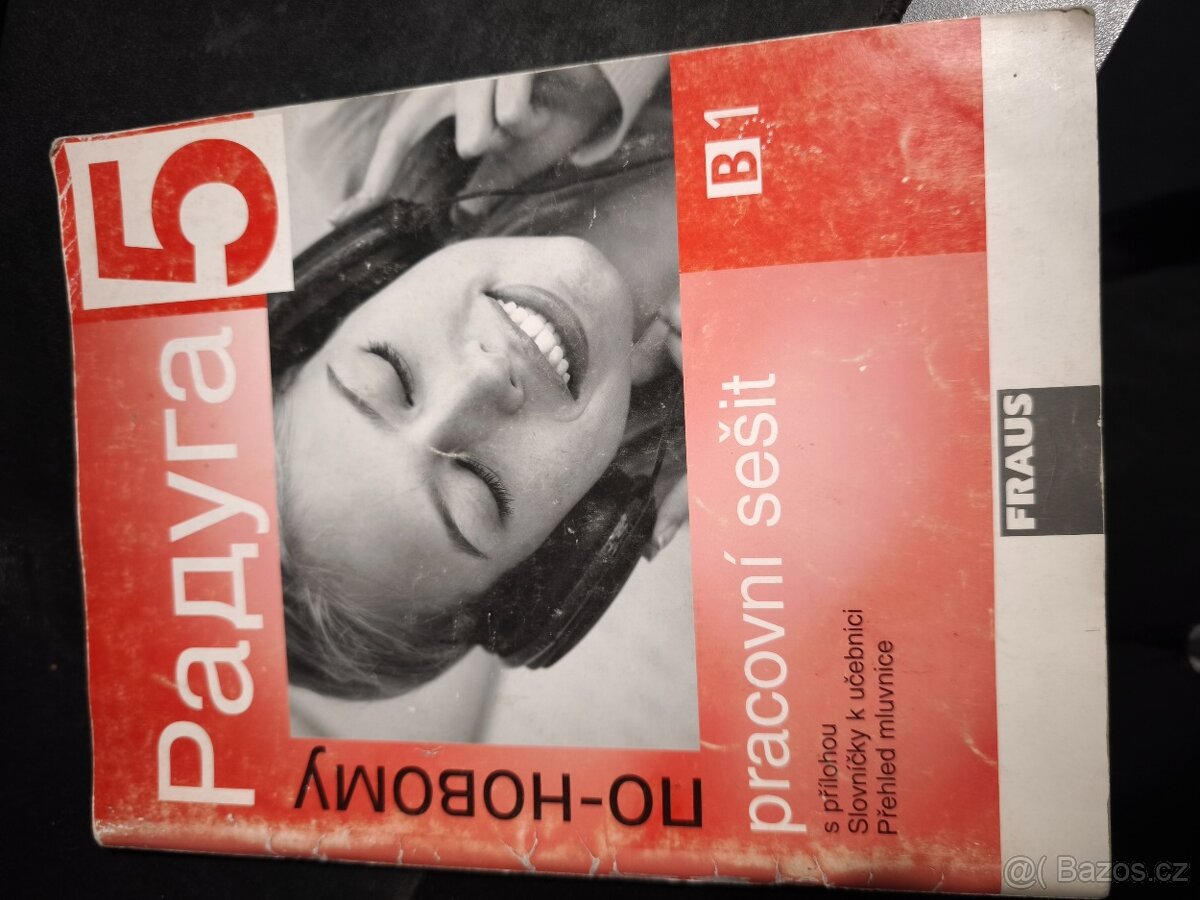 Радуга 5
по-новому
B1
pracovní sešit
s přílohou
Slovníčky k učebnici
Přehled mluvnice
FRAUS
@( Bazos.cz